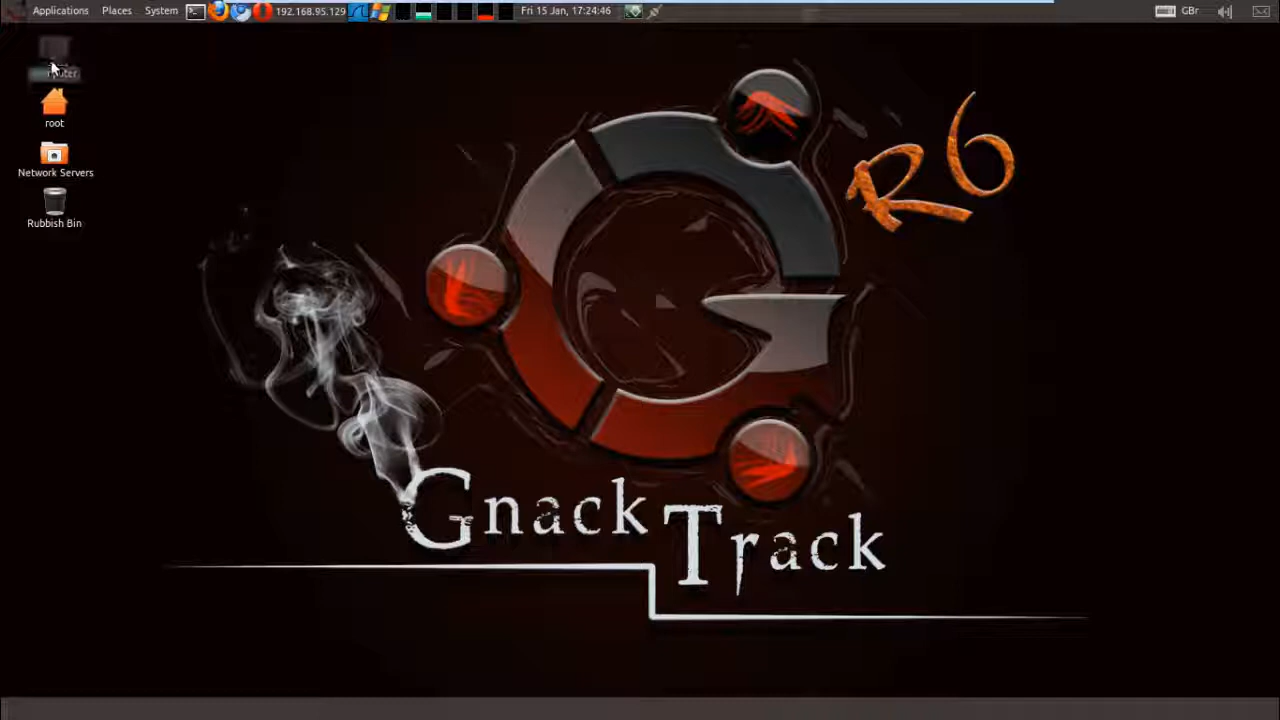 Applications Places System 192.168.95.129 Fri 15 Jan, 17:24:46 GBr
root
Network Servers
Rubbish Bin
R6
Gnack Track